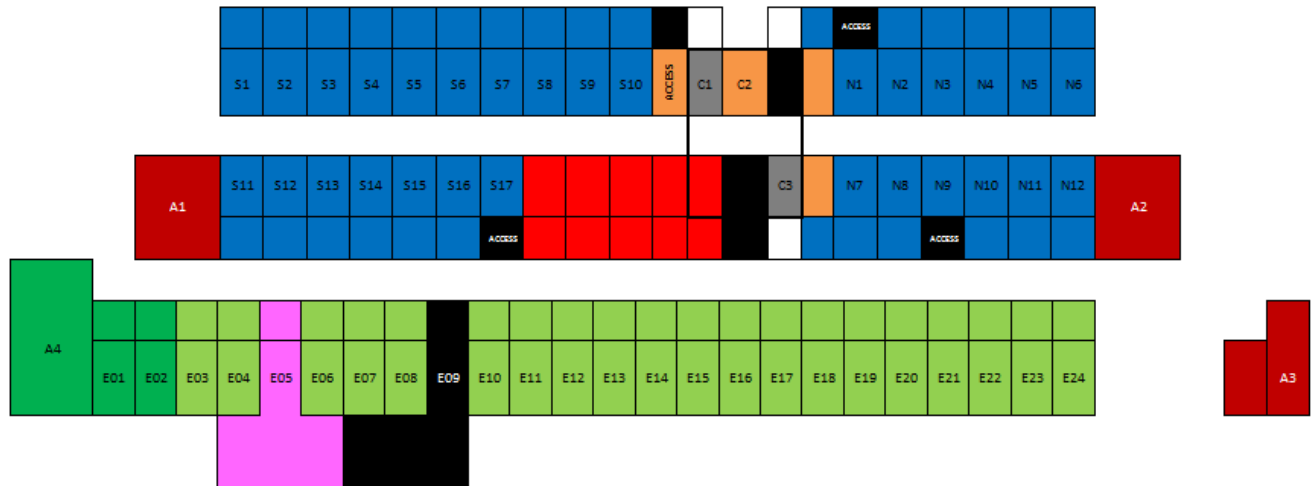 ACCESS
S1 S2 S3 S4 S5 S6 S7 S8 S9 S10 ACCESS C1 C2 N1 N2 N3 N4 N5 N6
A1 S11 S12 S13 S14 S15 S16 S17 C3 N7 N8 N9 N10 N11 N12 A2
ACCESS ACCESS
A4 E01 E02 E03 E04 E05 E06 E07 E08 E09 E10 E11 E12 E13 E14 E15 E16 E17 E18 E19 E20 E21 E22 E23 E24 A3